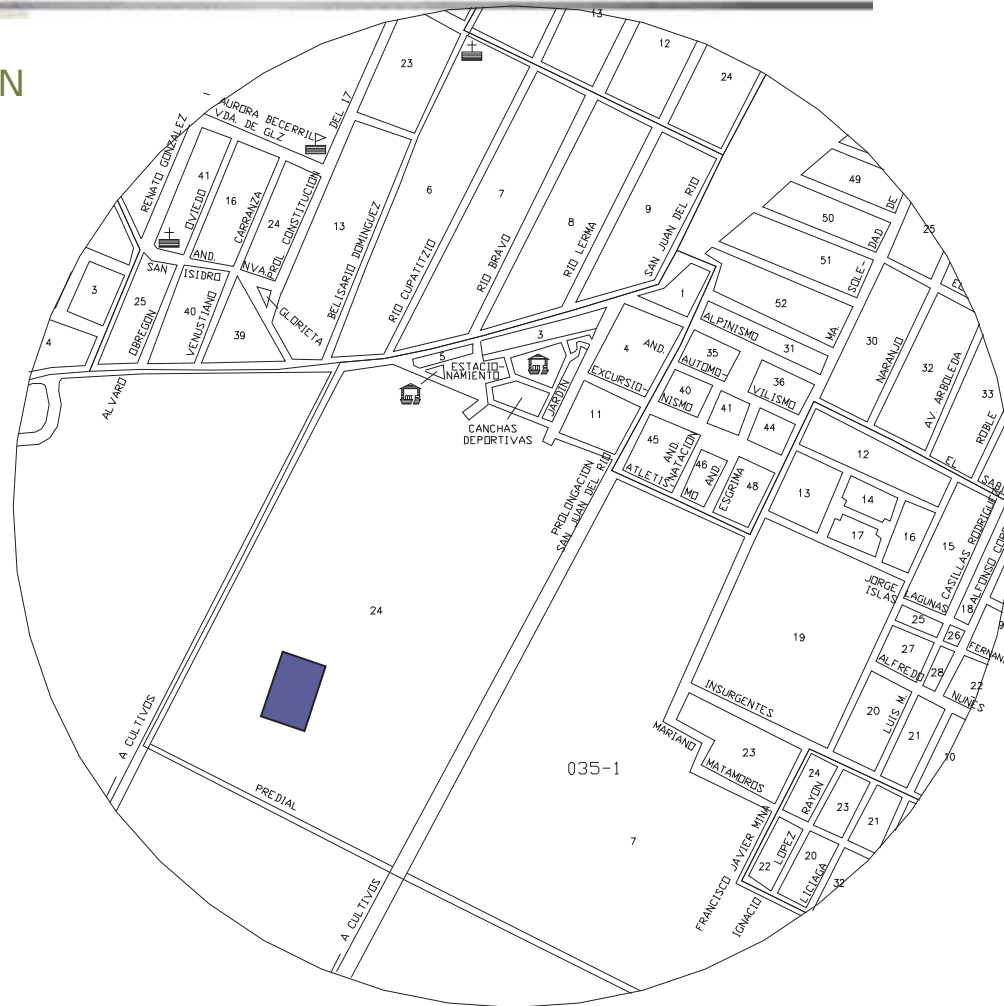 N
13
12
24
23
AURORA BECERRIL
VDA. DE GLZ
DEL 17
RENATO GONZALEZ
41
OVIEDO
16
CARRANZA
24
PROL. CONSTITUCION
13
BELISARIO DOMINGUEZ
6
RIO CUPATITZIO
7
RIO BRAVO
8
RIO LERMA
9
SAN JUAN DEL RIO
49
DE
50
DAD
25
51
SOLE-
52
MA.
AND.
SAN
ISIDRO
NVA.
3
25
OBREGON
40
VENUSTIANO
39
GLORIETA
4
ALVARO
1
ALPINISMO
31
3
5
ESTACIO-
NAMIENTO
JARDIN
CANCHAS
DEPORTIVAS
4
AND.
EXCURSIO-
NISMO
11
35
AUTOMO-
VILISMO
36
40
41
44
45
AND.
NATACION
ATLETIS-
MO
46
AND.
ESGRIMA
48
30
NARANJO
32
AV. ARBOLEDA
33
ROBLE
EL
12
13
14
17
16
15
CASILLAS RODRIGUEZ
PROLONGACION
SAN JUAN DEL RIO
JORGE
ISLAS
LAGUNAS
18
25
26
27
ALFREDO
28
22
NUNES
24
19
20
LUIS M.
21
10
INSURGENTES
MARIANO
MATAMOROS
23
24
RAYON
23
21
LOPEZ
22
20
LICIAGA
32
FRANCISCO JAVIER MINA
IGNACIO
035-1
7
A CULTIVOS
PREDIAL
A CULTIVOS